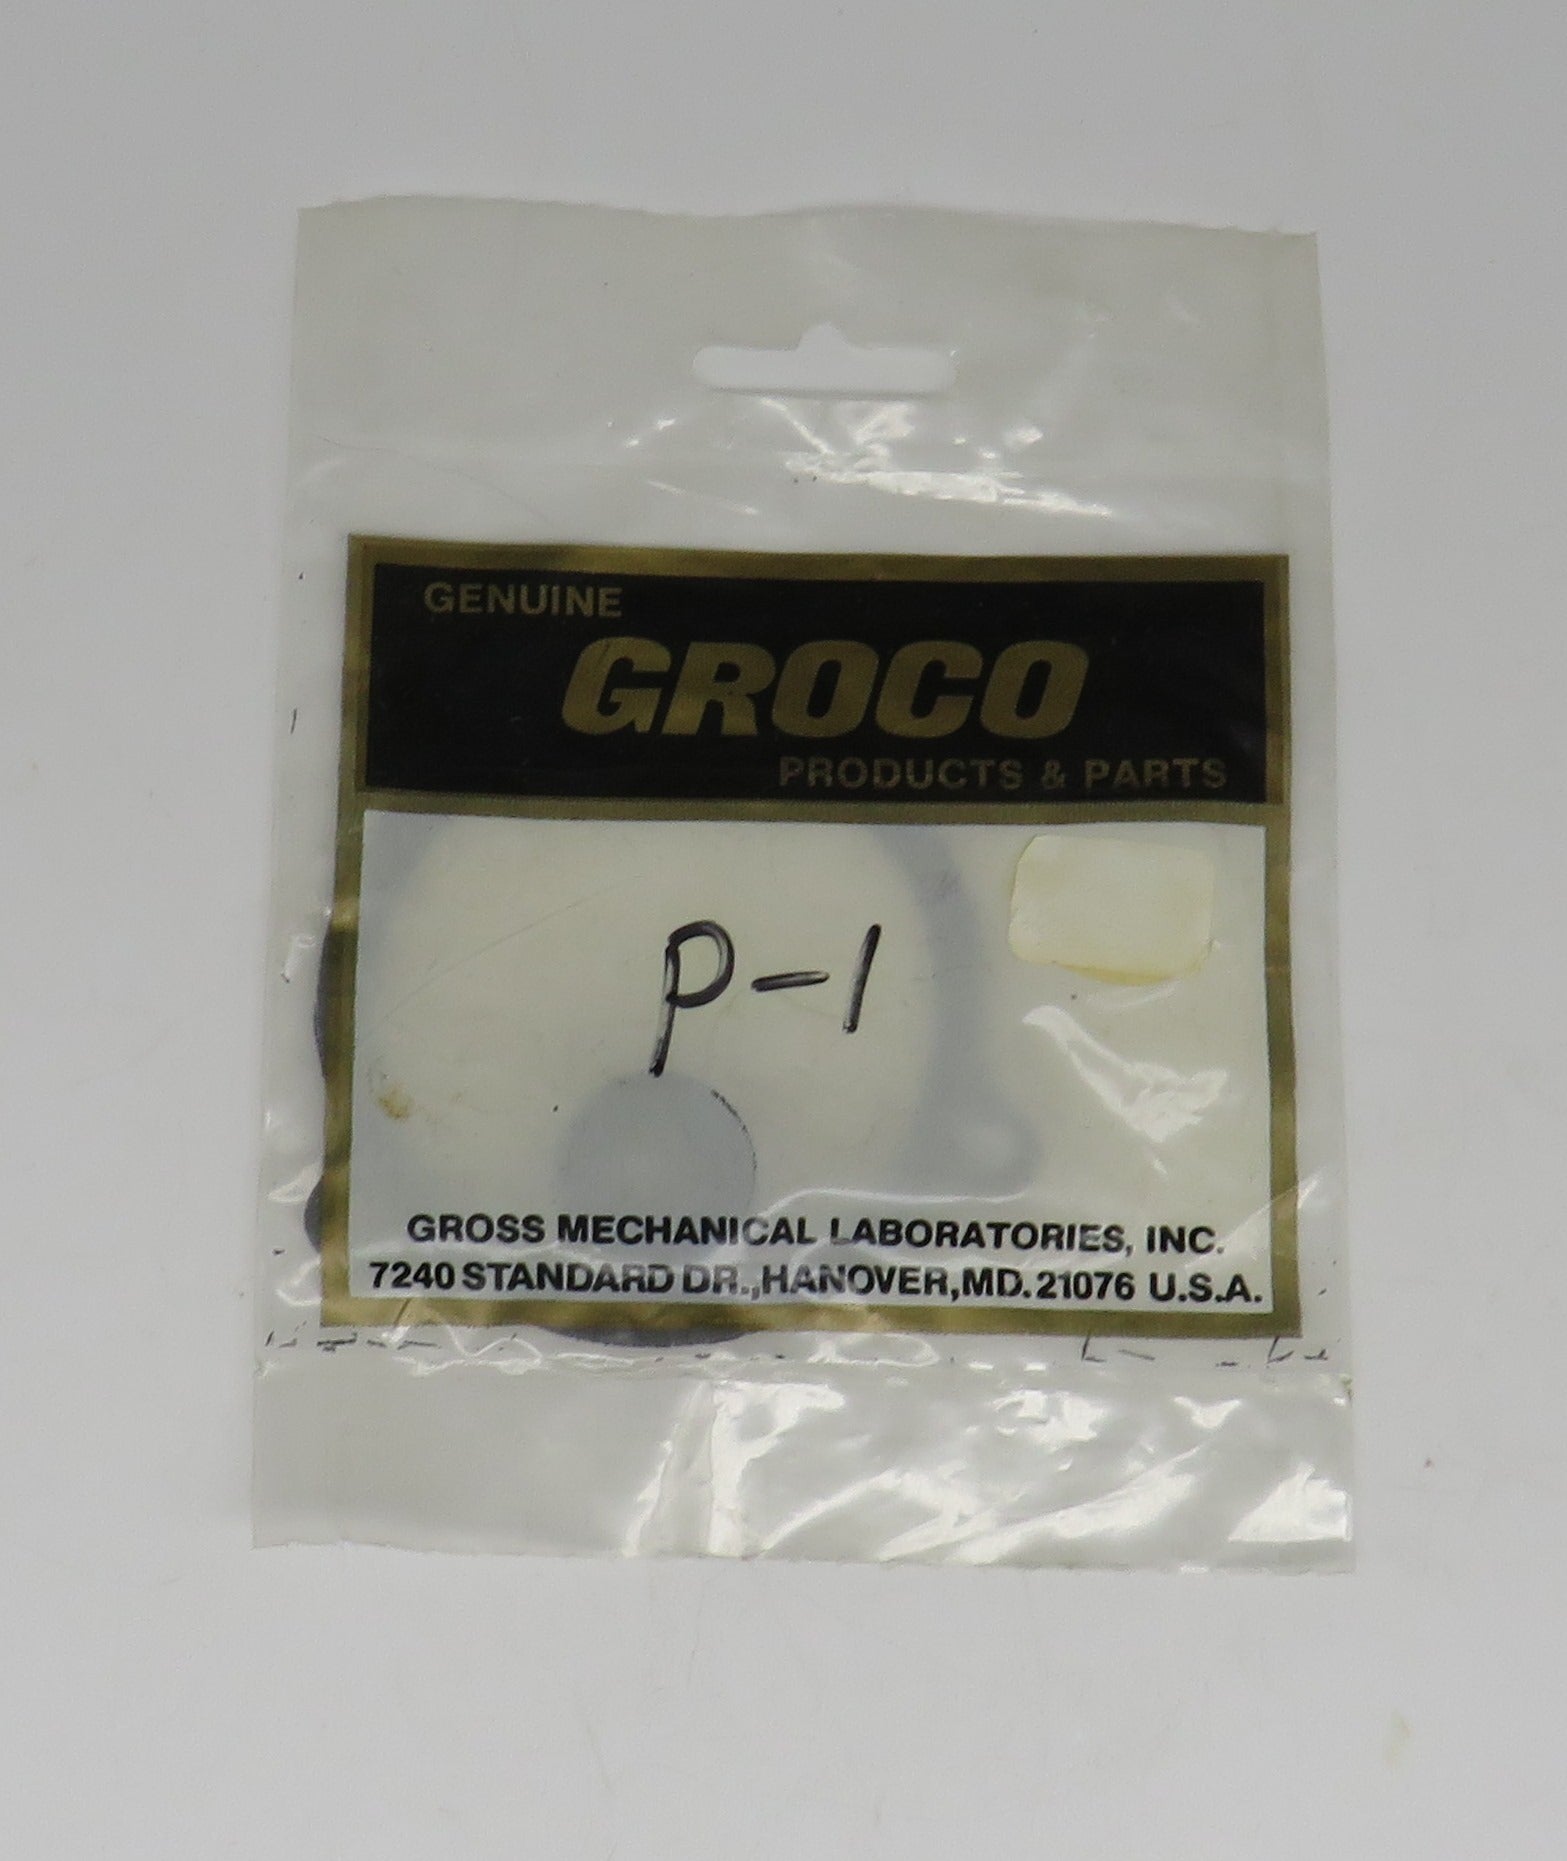 GENUINE
GROCO
PRODUCTS & PARTS
P-1
GROSS MECHANICAL LABORATORIES, INC.
7240 STANDARD DR., HANOVER, MD. 21076 U.S.A.